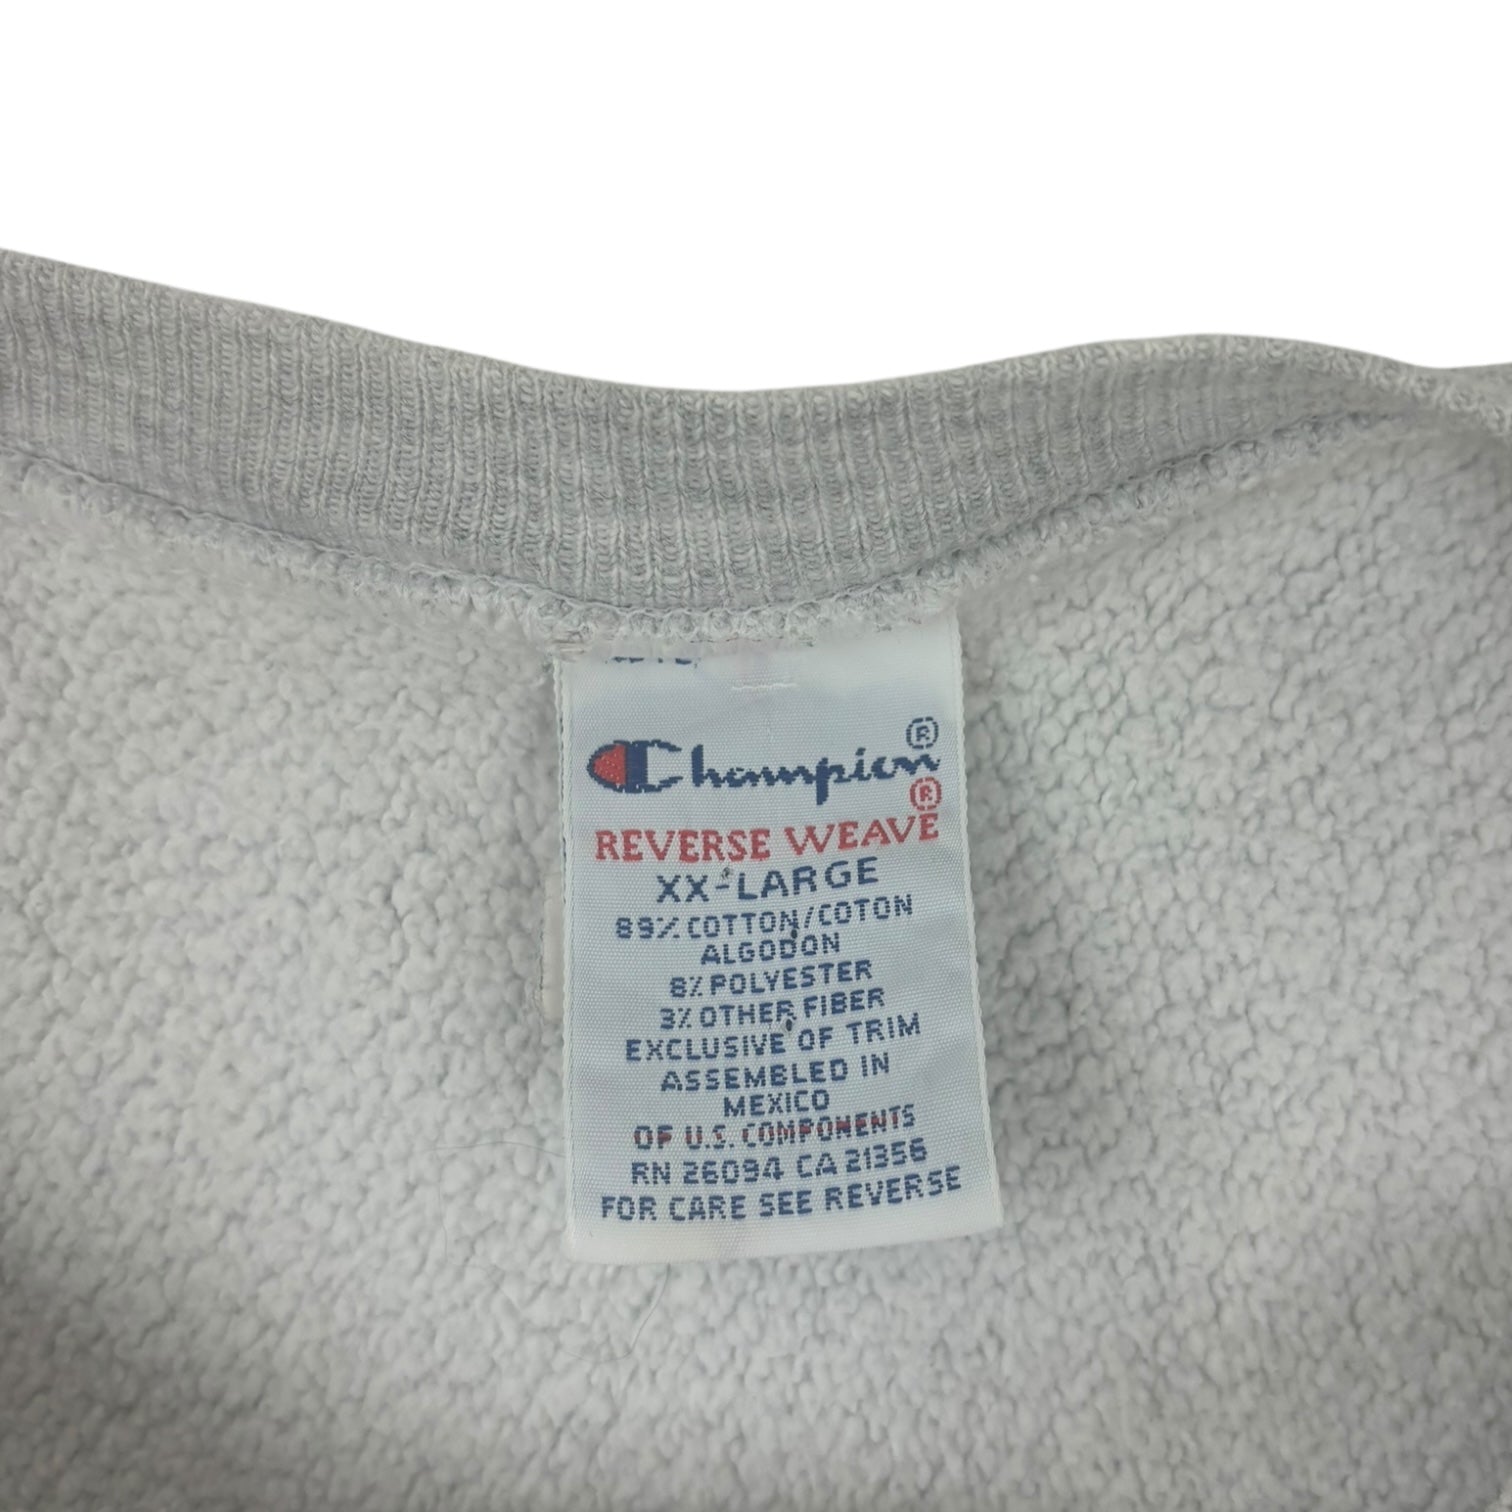 Champion®
REVERSE WEAVE®
XX-LARGE
89% COTTON/COTON
ALGODON
8% POLYESTER
3% OTHER FIBER
EXCLUSIVE OF TRIM
ASSEMBLED IN
MEXICO
OF U.S. COMPONENTS
RN 26094 CA 21356
FOR CARE SEE REVERSE